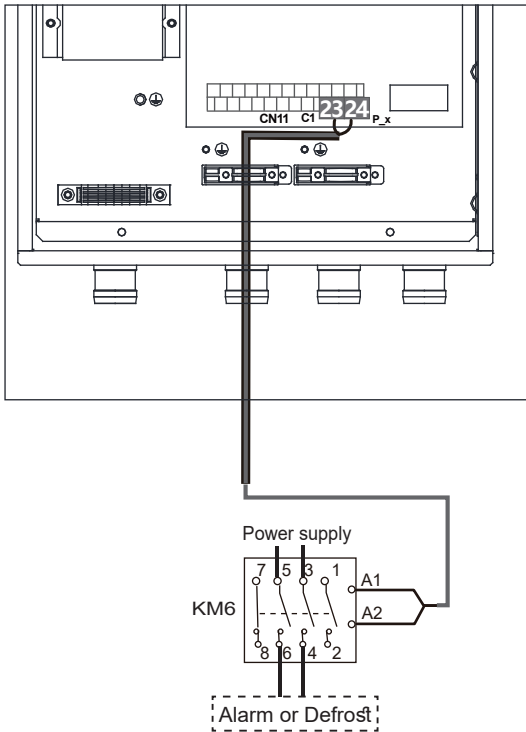 CN11 C1 23 24 P_x
Power supply
7 5 3 1
A1
KM6
A2
8 6 4 2
Alarm or Defrost